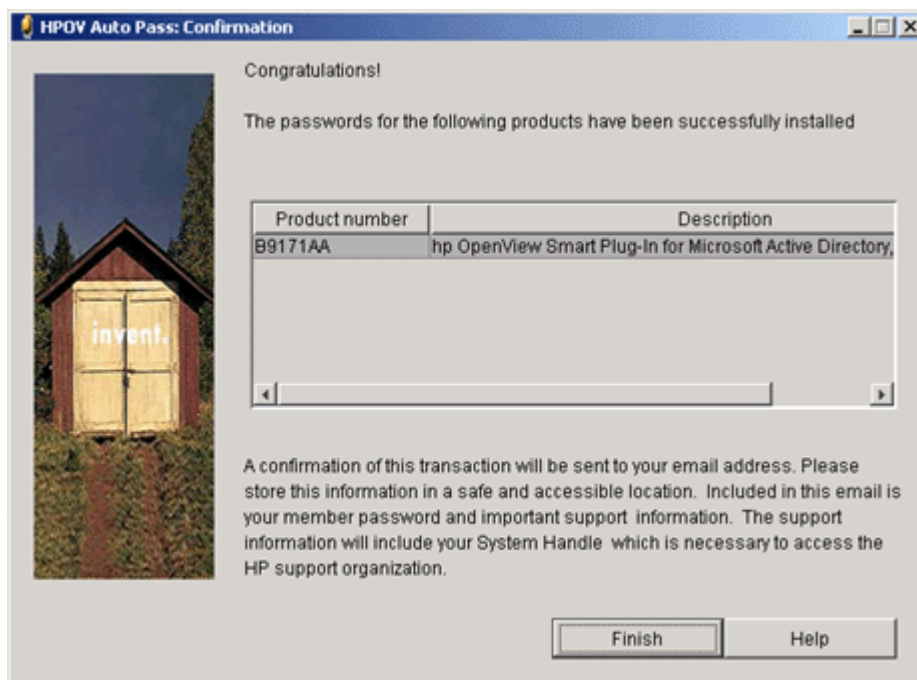 HPOV Auto Pass: Confirmation
Congratulations!
The passwords for the following products have been successfully installed
Product number Description
B9171AA hp OpenView Smart Plug-In for Microsoft Active Directory,
invent.
A confirmation of this transaction will be sent to your email address. Please
store this information in a safe and accessible location. Included in this email is
your member password and important support information. The support
information will include your System Handle which is necessary to access the
HP support organization.
Finish Help